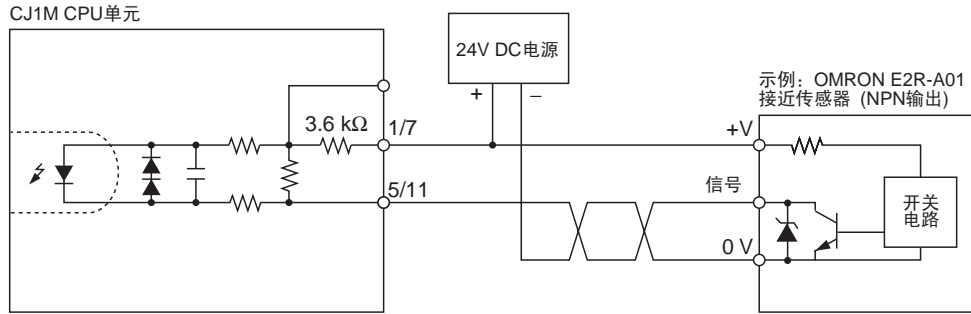 CJ1M CPU单元
24V DC电源
+
−
示例：OMRON E2R-A01
接近传感器 (NPN输出)
3.6 kΩ
1/7
+V
5/11
信号
开关
电路
0 V